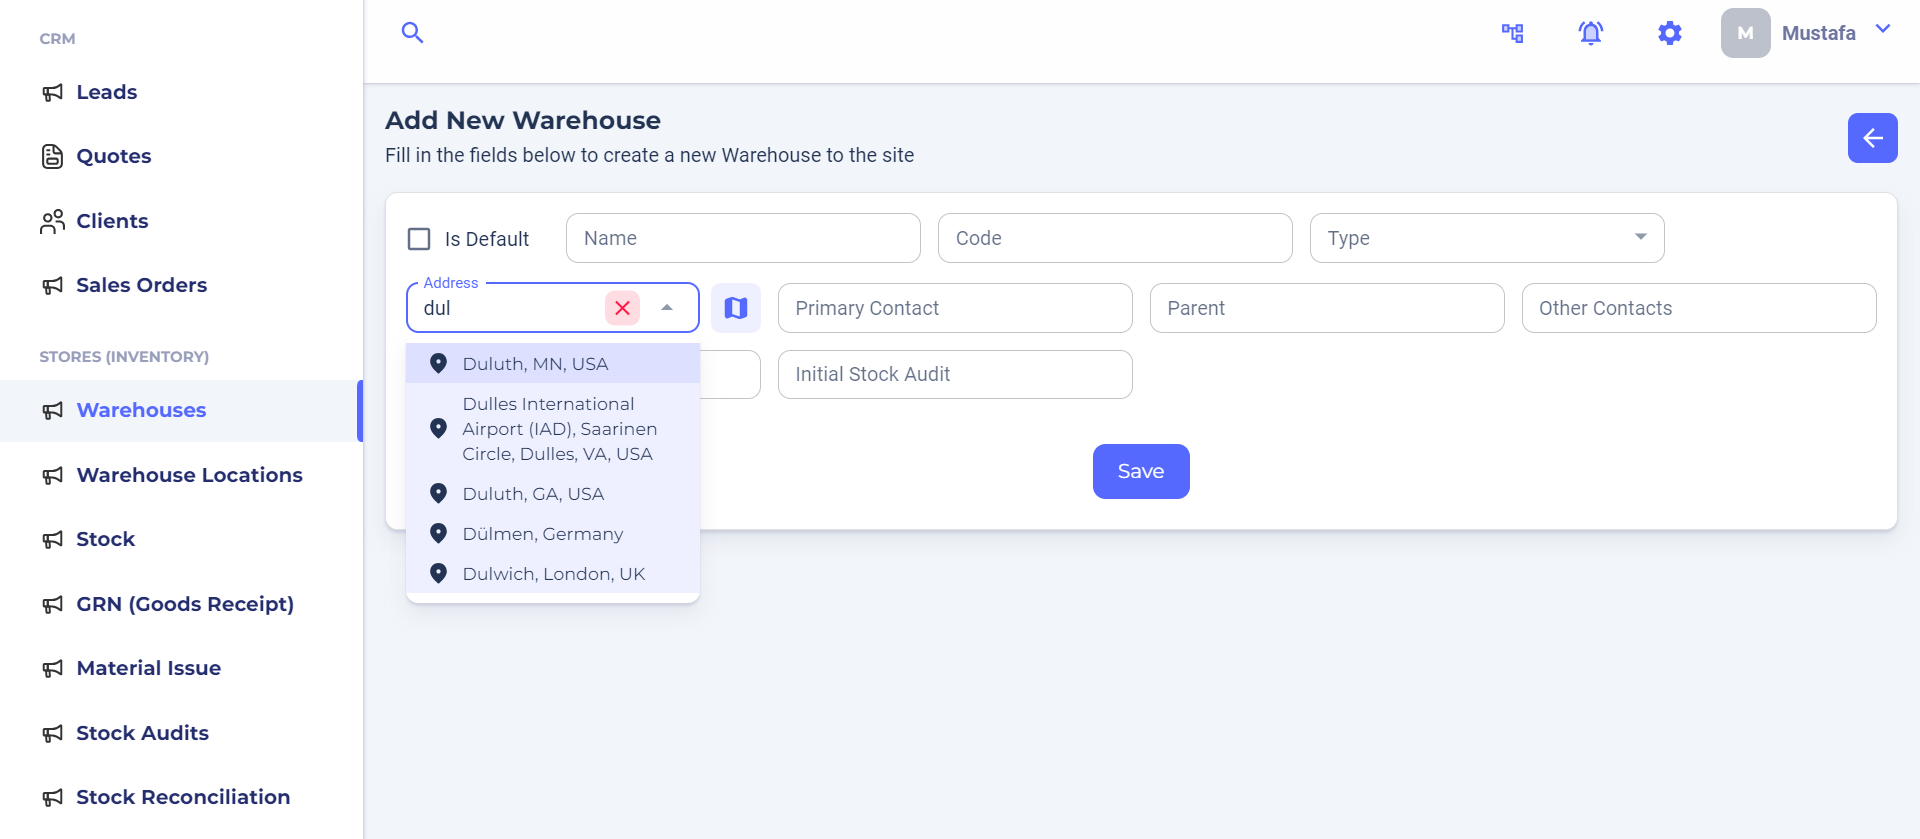 CRM
Leads
Quotes
Clients
Sales Orders
STORES (INVENTORY)
Warehouses
Warehouse Locations
Stock
GRN (Goods Receipt)
Material Issue
Stock Audits
Stock Reconciliation
M
Mustafa
Add New Warehouse
Fill in the fields below to create a new Warehouse to the site
Is Default
Name
Code
Type
Address
dul
Primary Contact
Parent
Other Contacts
Duluth, MN, USA
Dulles International
Airport (IAD), Saarinen
Circle, Dulles, VA, USA
Duluth, GA, USA
Dülmen, Germany
Dulwich, London, UK
Initial Stock Audit
Save